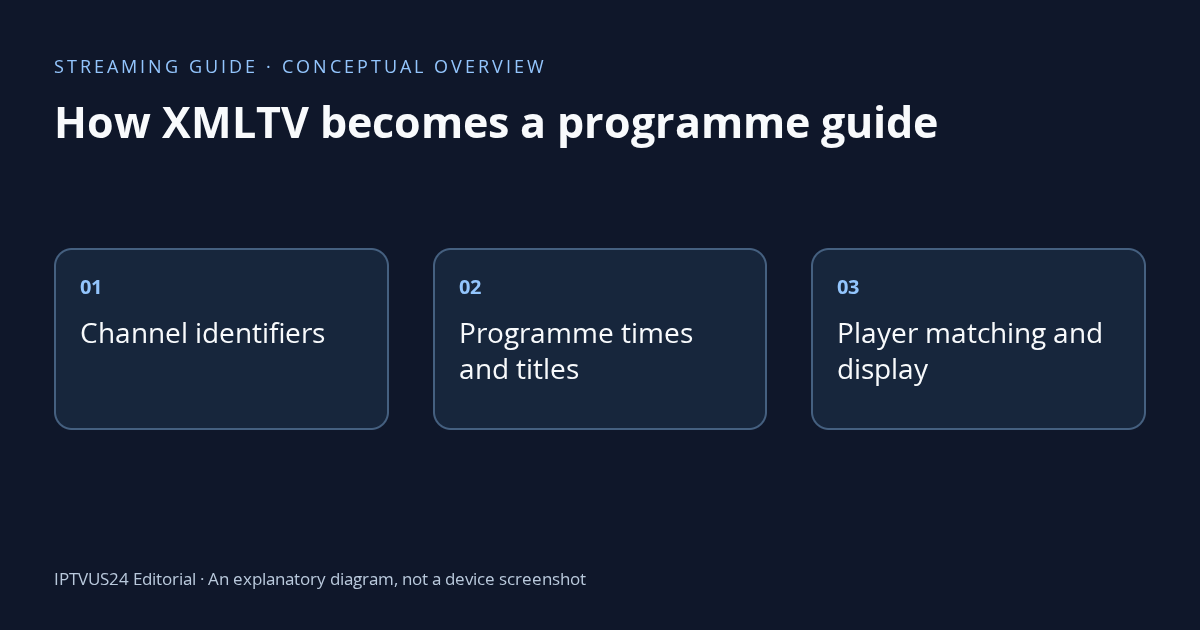 STREAMING GUIDE · CONCEPTUAL OVERVIEW
How XMLTV becomes a programme guide
01
Channel identifiers
02
Programme times
and titles
03
Player matching and
display
IPTVUS24 Editorial · An explanatory diagram, not a device screenshot